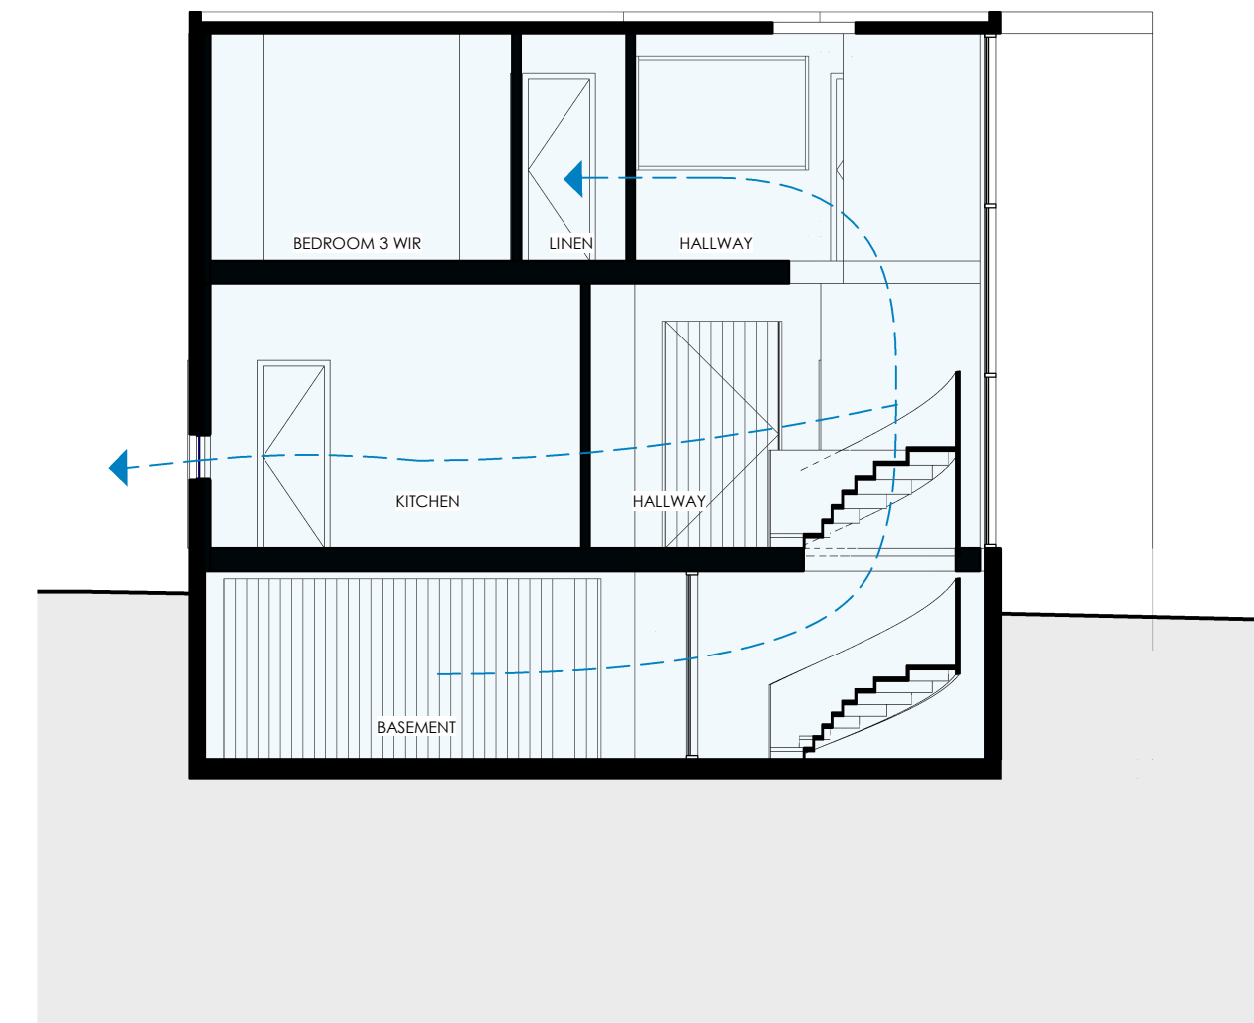 BEDROOM 3 WIR
LINEN
HALLWAY
KITCHEN
HALLWAY
BASEMENT